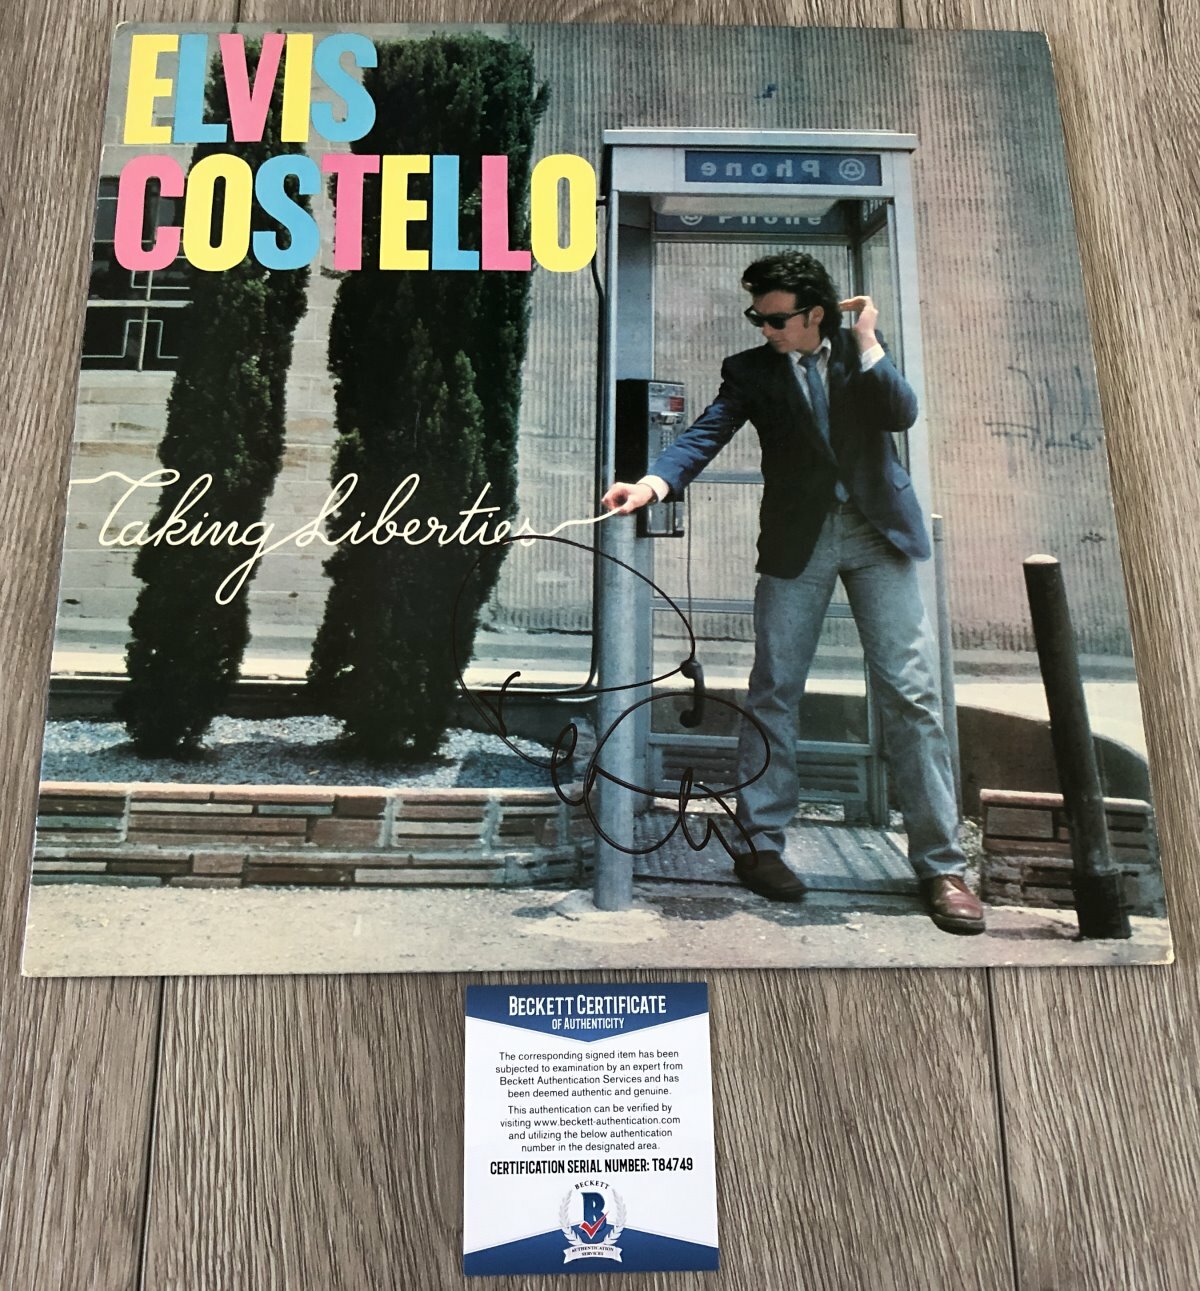 ELVIS
COSTELLO
Phone
Phone
Taking Liberties
BECKETT CERTIFICATE
OF AUTHENTICITY
The corresponding signed item has been
subjected to examination by an expert from
Beckett Authentication Services and has
been deemed authentic and genuine.
This authentication can be verified by
visiting www.beckett-authentication.com
and utilizing the below authentication
number in the designated area.
CERTIFICATION SERIAL NUMBER: T84749
BECKETT
B
AUTHENTICATION
SERVICES